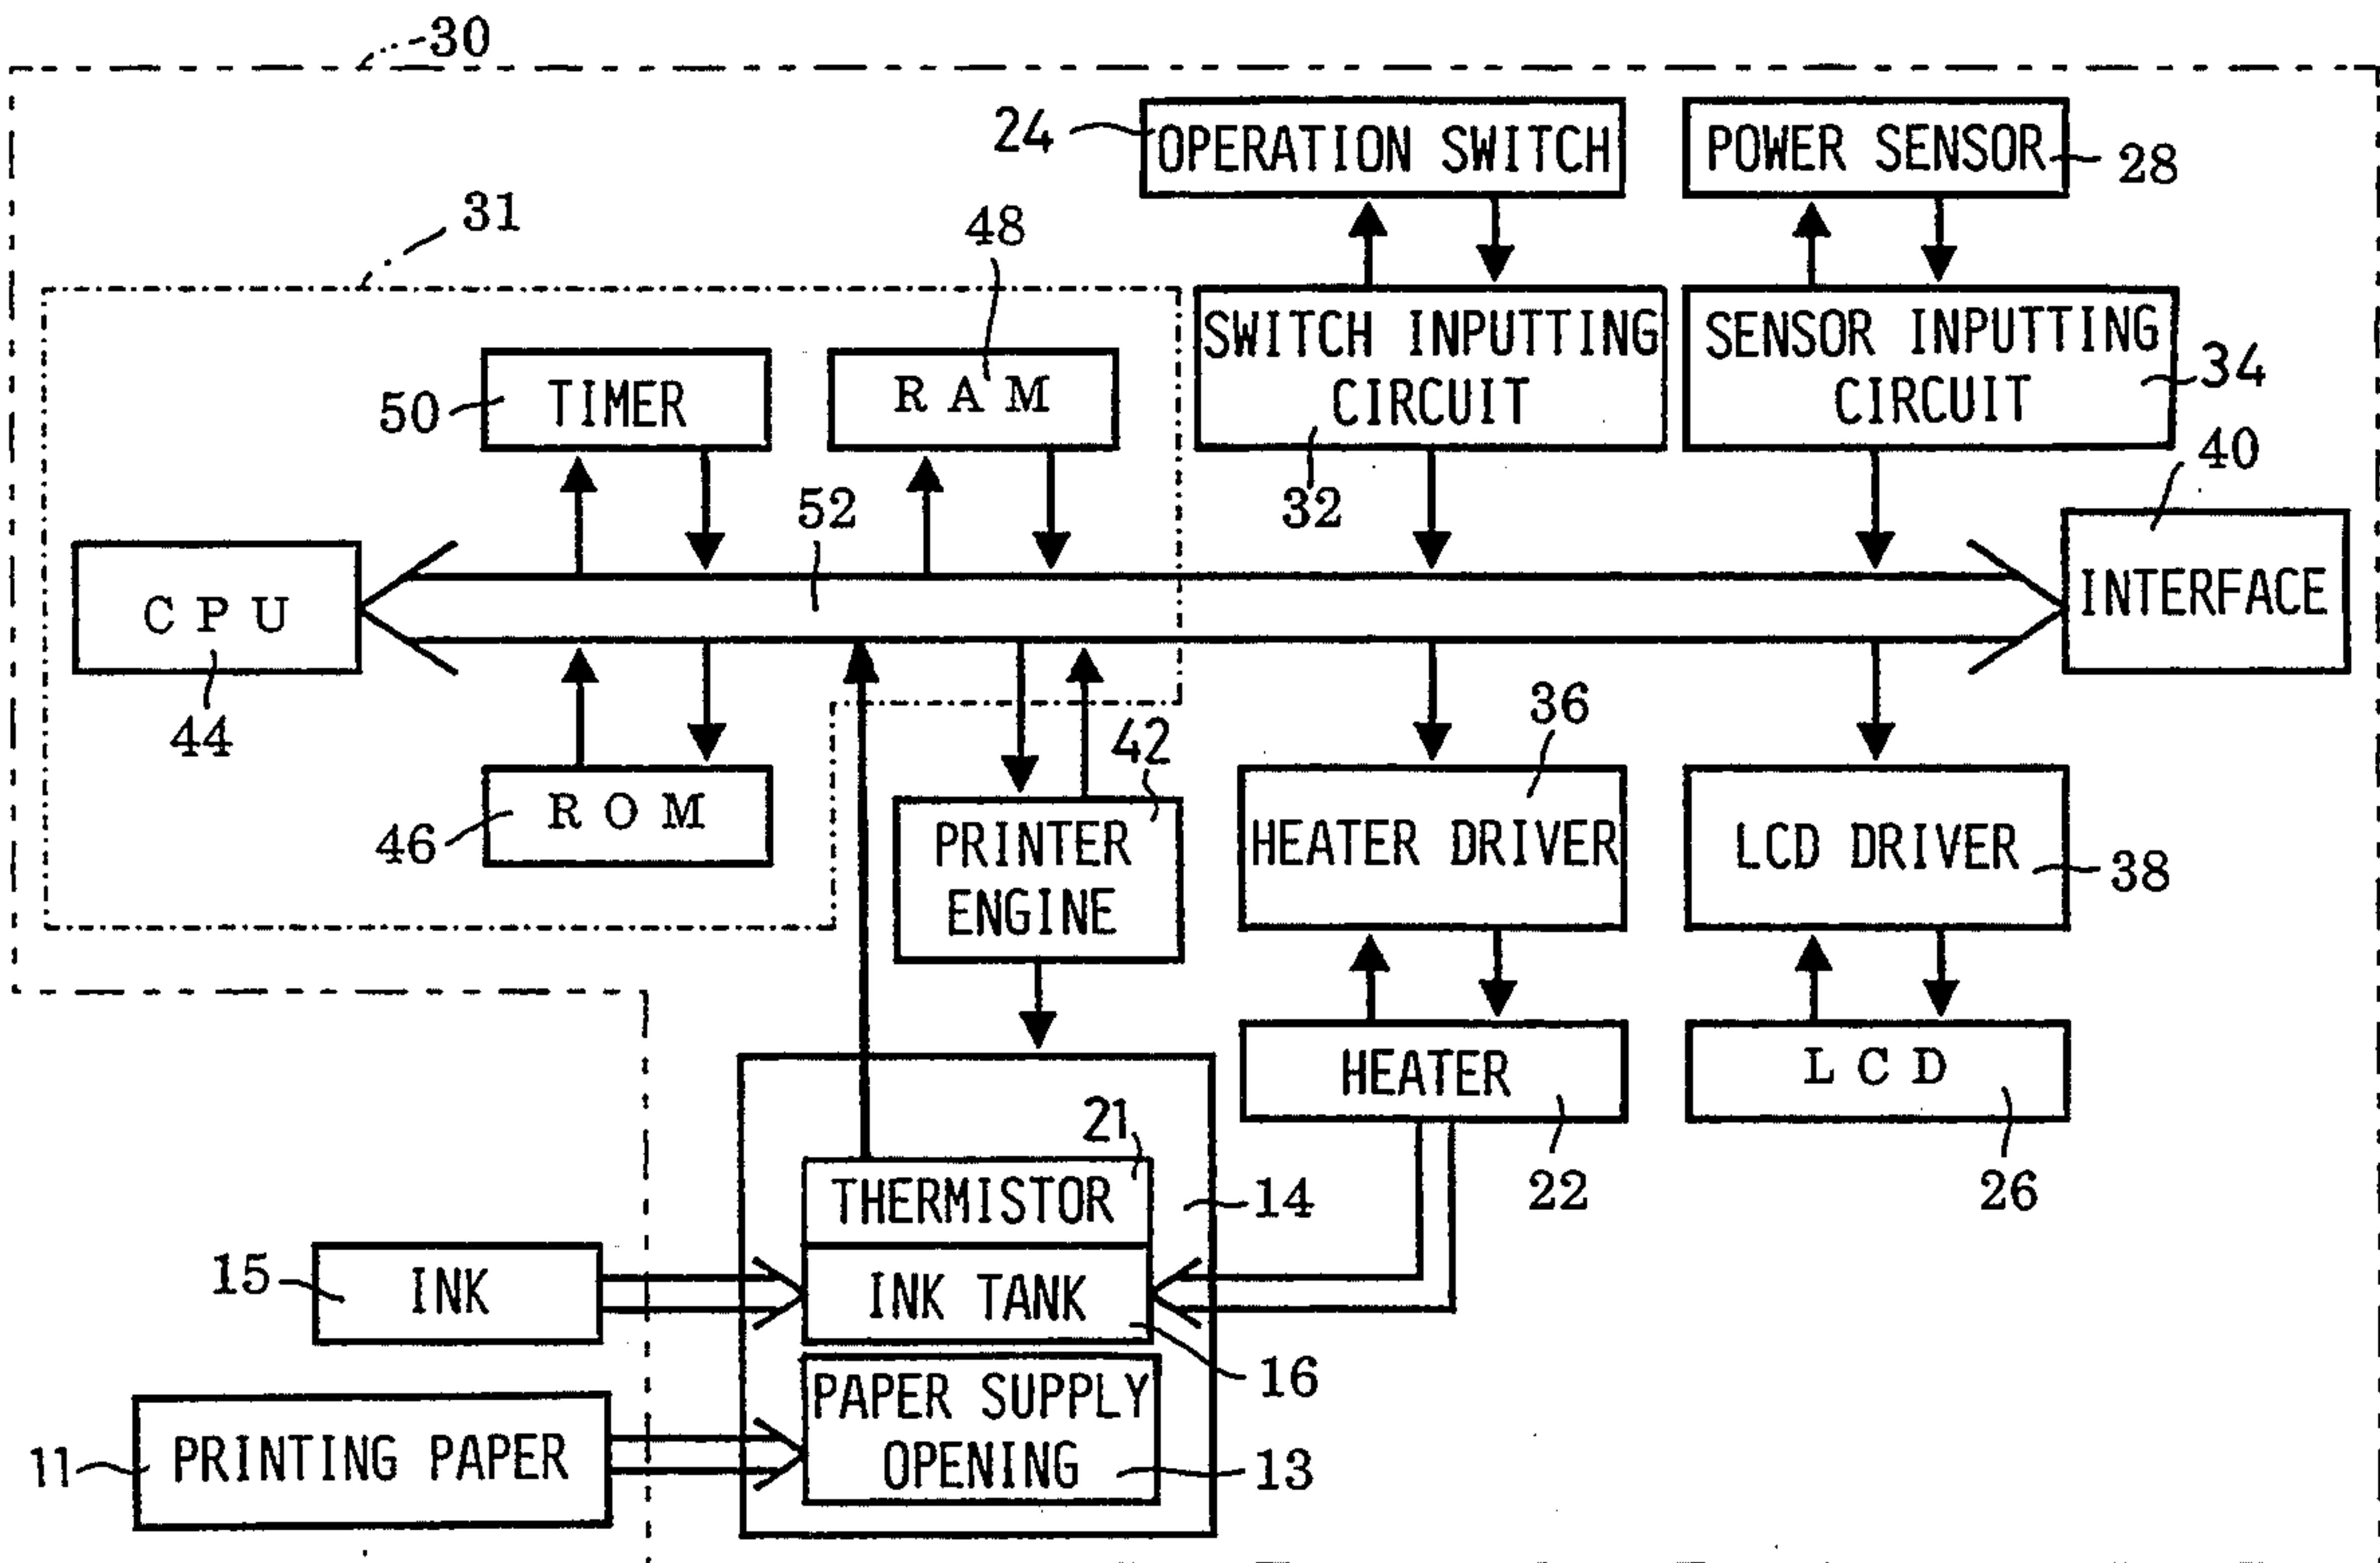 30
24
OPERATION SWITCH
POWER SENSOR
28
31
48
SWITCH INPUTTING
CIRCUIT
32
SENSOR INPUTTING
CIRCUIT
34
50
TIMER
RAM
52
40
INTERFACE
CPU
44
46
ROM
42
PRINTER
ENGINE
36
HEATER DRIVER
LCD DRIVER
38
HEATER
22
LCD
26
21
THERMISTOR
14
15
INK
INK TANK
16
11
PRINTING PAPER
PAPER SUPPLY
OPENING
13